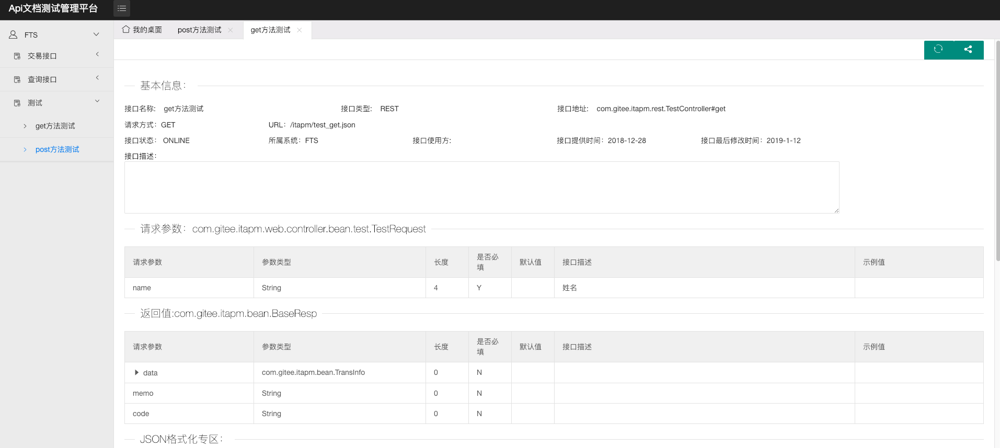 Api文档测试管理平台
FTS
交易接口
查询接口
测试
get方法测试
post方法测试
我的桌面 post方法测试 get方法测试
基本信息：
接口名称： get方法测试 接口类型： REST 接口地址： com.gitee.itapm.rest.TestController#get
请求方式：GET URL：/itapm/test_get.json
接口状态： ONLINE 所属系统：FTS 接口使用方: 接口提供时间：2018-12-28 接口最后修改时间：2019-1-12
接口描述：
请求参数：com.gitee.itapm.web.controller.bean.test.TestRequest
请求参数 参数类型 长度 是否必填 默认值 接口描述 示例值
name String 4 Y 姓名
返回值:com.gitee.itapm.bean.BaseResp
请求参数 参数类型 长度 是否必填 默认值 接口描述 示例值
data com.gitee.itapm.bean.TransInfo 0 N
memo String 0 N
code String 0 N
JSON格式化专区：